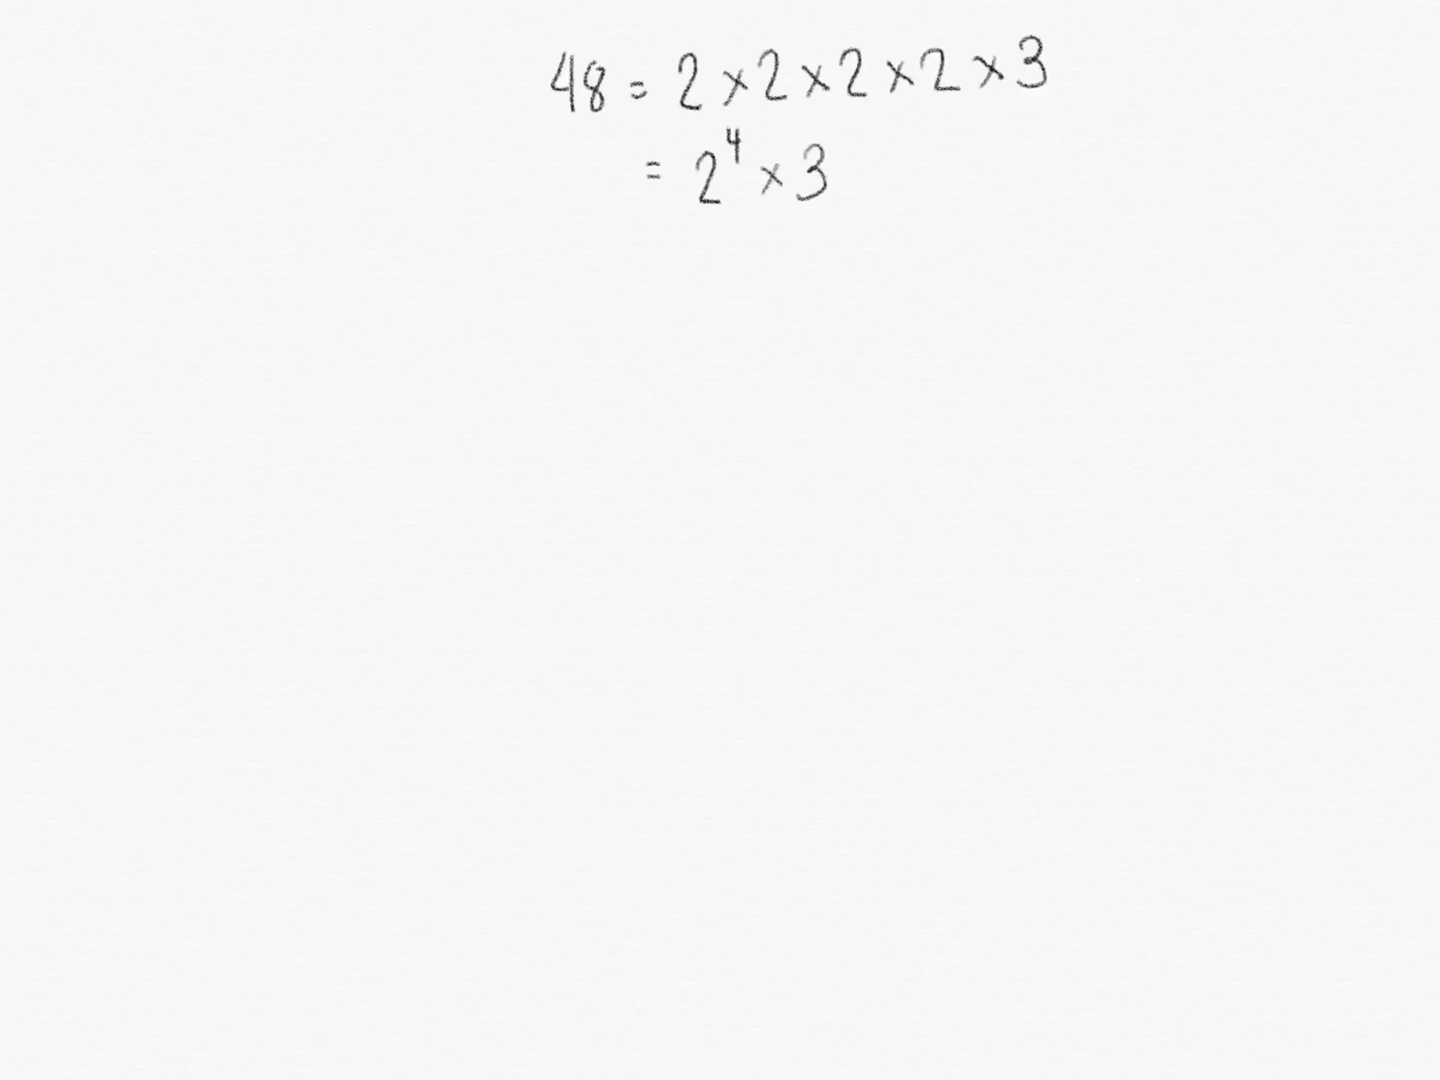 48 = 2 × 2 × 2 × 2 × 3
= 2⁴ × 3